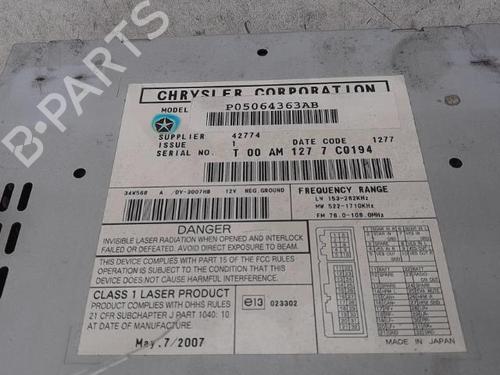 B-PARTS
CHRYSLER CORPORATION
MODEL P05064363AB
SUPPLIER 42774
ISSUE 1 DATE CODE 1277
SERIAL NO. T 00 AM 127 7 C0194
34W568 A /DV-3007HB 12V NEG.GROUND
FREQUENCY RANGE
LW 153-282KHz
MW 522-1710KHz
FM 76.0-108.0MHz
DANGER
INVISIBLE LASER RADIATION WHEN OPENED AND INTERLOCK
FAILED OR DEFEATED. AVOID DIRECT EXPOSURE TO BEAM.
THIS DEVICE COMPLIES WITH PART 15 OF THE FCC RULES
OPERATION IS SUBJECT TO THE CONDITION THAT THIS
DEVICE DOES NOT CAUSE HARMFUL INTERFERENCE.
CLASS 1 LASER PRODUCT
PRODUCT COMPLIES WITH DHHS RULES
21 CFR SUBCHAPTER J PART 1040: 10
AT DATE OF MANUFACTURE.
e13 023302
May. 7/2007
MADE IN JAPAN